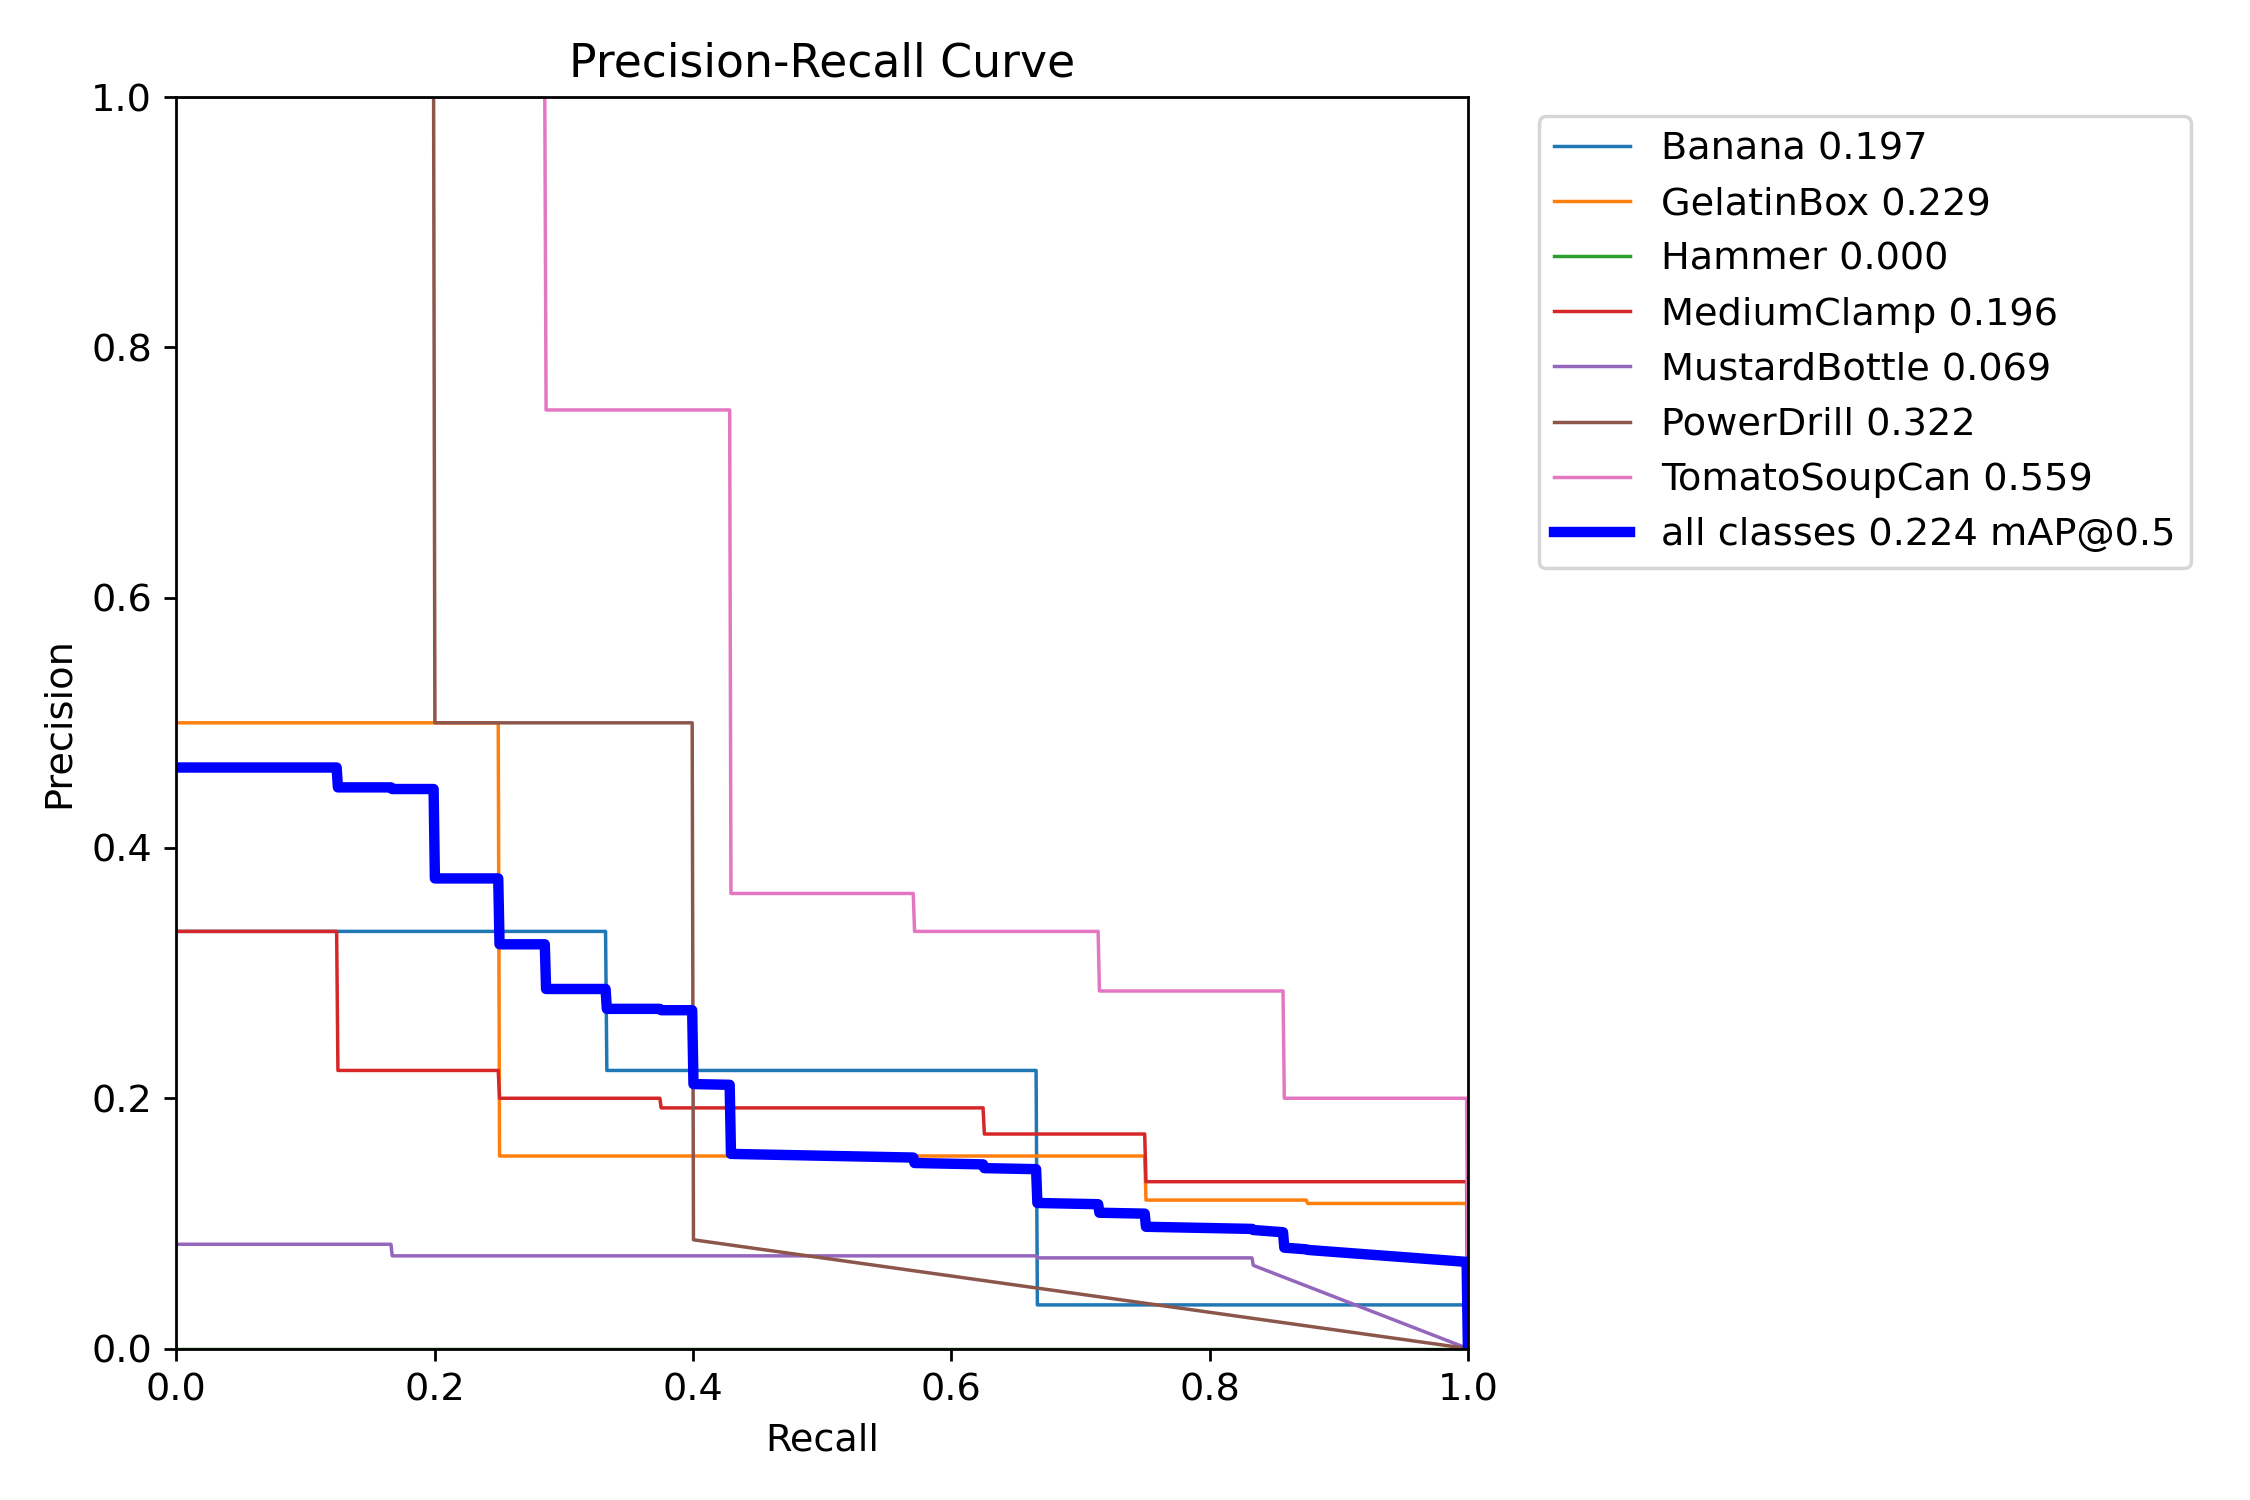 Precision-Recall Curve
1.0
0.8
0.6
0.4
0.2
0.0
Precision
0.0 0.2 0.4 0.6 0.8 1.0
Recall
Banana 0.197
GelatinBox 0.229
Hammer 0.000
MediumClamp 0.196
MustardBottle 0.069
PowerDrill 0.322
TomatoSoupCan 0.559
all classes 0.224 mAP@0.5